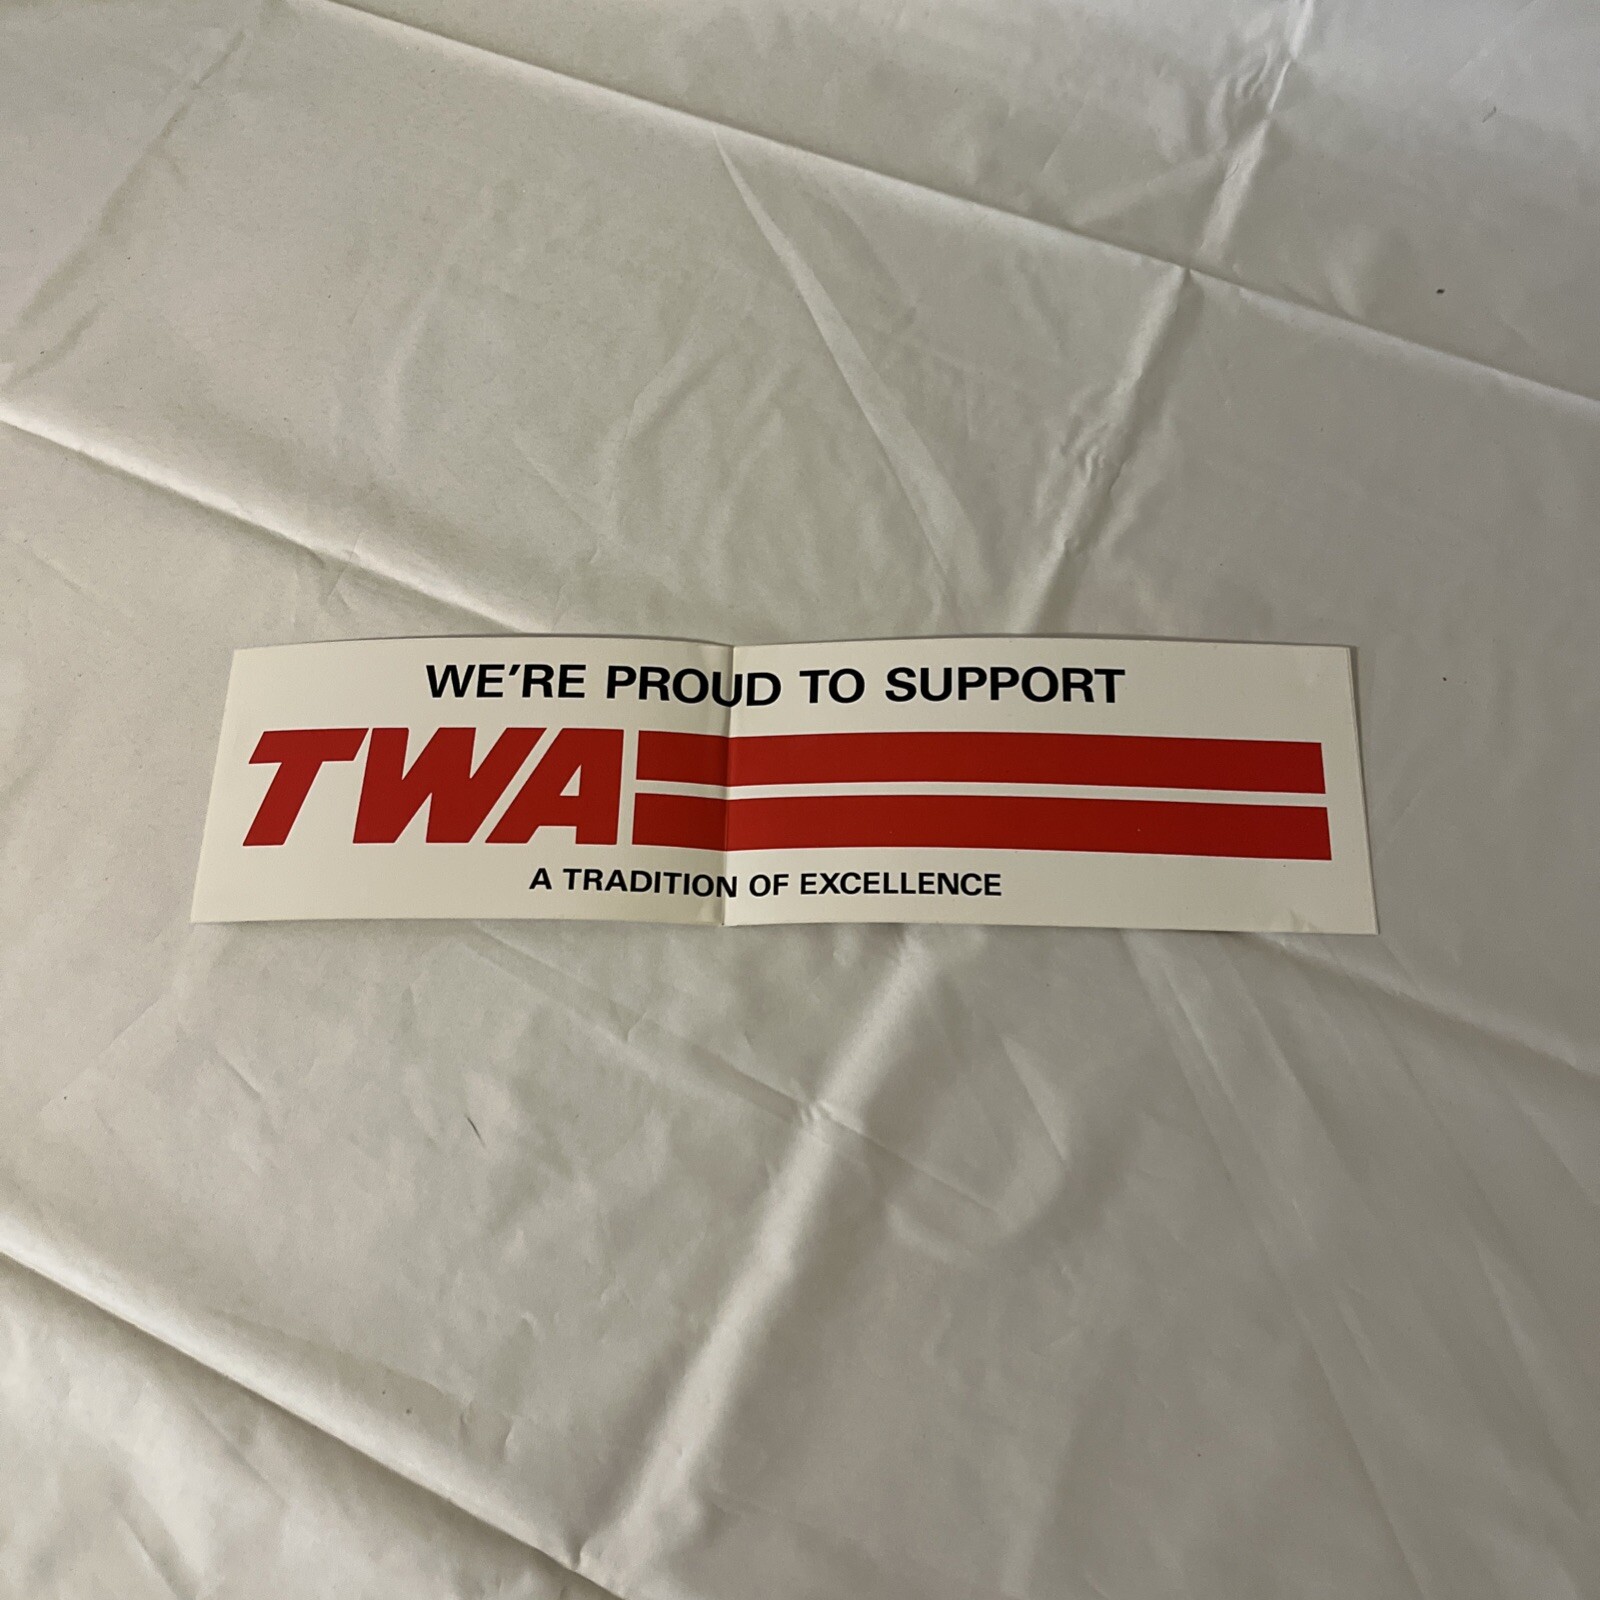 WE'RE PROUD TO SUPPORT
TWA
A TRADITION OF EXCELLENCE